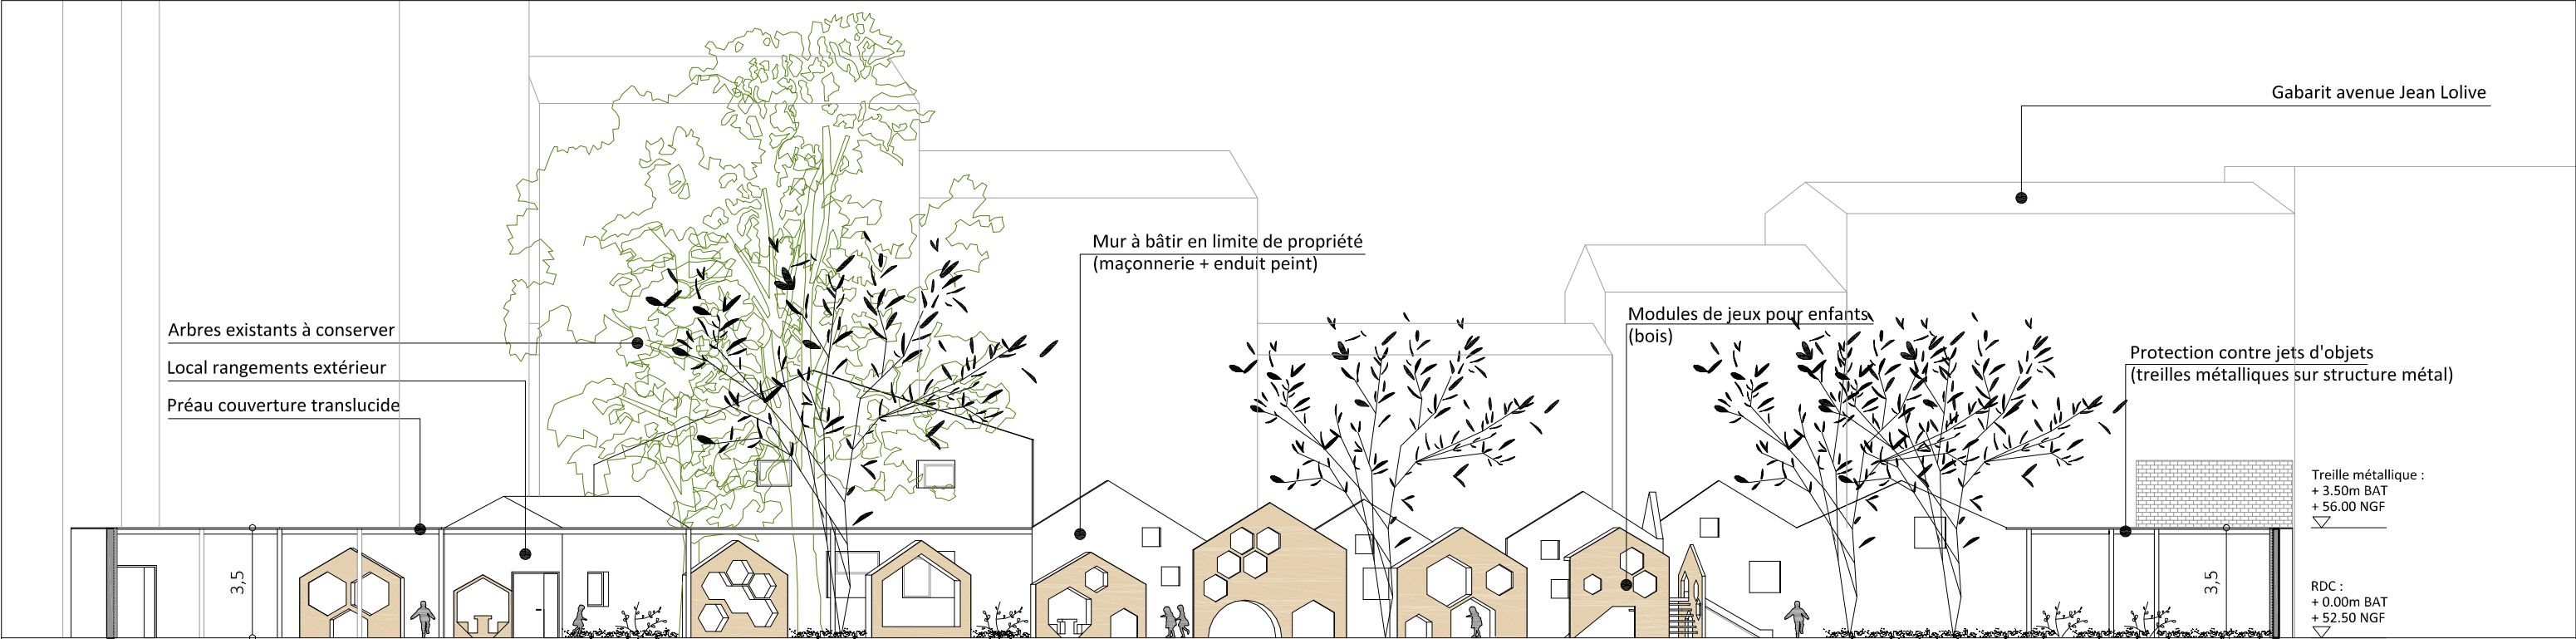 Gabarit avenue Jean Lolive
Mur à bâtir en limite de propriété
(maçonnerie + enduit peint)
Modules de jeux pour enfants
(bois)
Arbres existants à conserver
Local rangements extérieur
Préau couverture translucide
Protection contre jets d'objets
(treilles métalliques sur structure métal)
Treille métallique :
+ 3.50m BAT
+ 56.00 NGF
3,5
3,5
RDC :
+ 0.00m BAT
+ 52.50 NGF